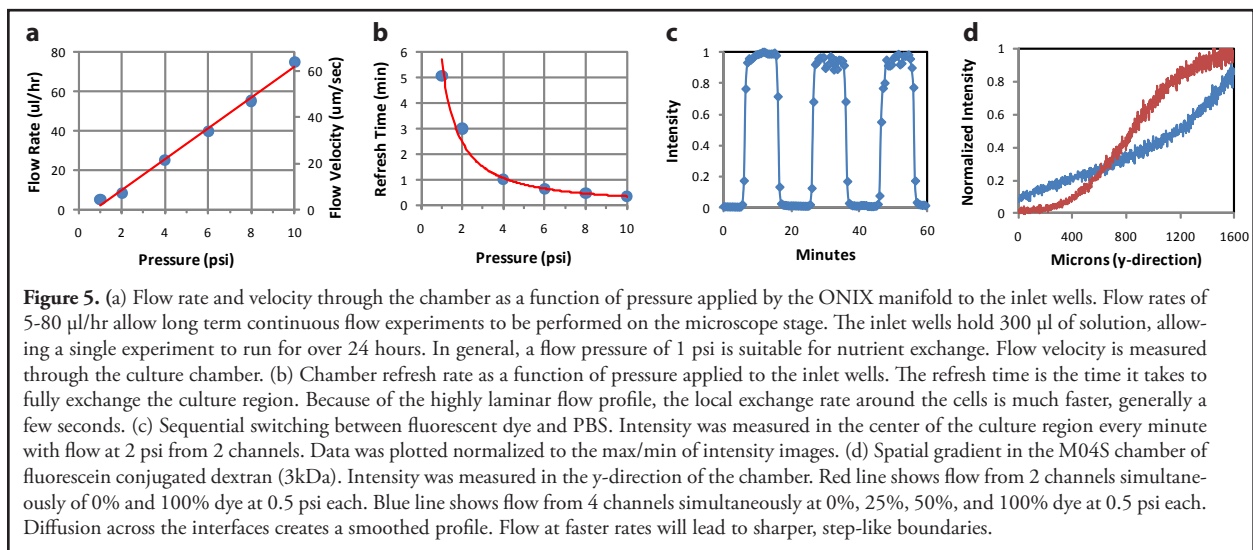 a
80
60
40
20
0
Flow Rate (ul/hr)
60
40
20
0
Flow Velocity (um/sec)
0 2 4 6 8 10
Pressure (psi)
b
6
5
4
3
2
1
0
Refresh Time (min)
0 2 4 6 8 10
Pressure (psi)
c
1
0.8
0.6
0.4
0.2
0
Intensity
0 20 40 60
Minutes
d
1
0.8
0.6
0.4
0.2
0
Normalized Intensity
0 400 800 1200 1600
Microns (y-direction)
Figure 5. (a) Flow rate and velocity through the chamber as a function of pressure applied by the ONIX manifold to the inlet wells. Flow rates of
5-80 µl/hr allow long term continuous flow experiments to be performed on the microscope stage. The inlet wells hold 300 µl of solution, allow-
ing a single experiment to run for over 24 hours. In general, a flow pressure of 1 psi is suitable for nutrient exchange. Flow velocity is measured
through the culture chamber. (b) Chamber refresh rate as a function of pressure applied to the inlet wells. The refresh time is the time it takes to
fully exchange the culture region. Because of the highly laminar flow profile, the local exchange rate around the cells is much faster, generally a
few seconds. (c) Sequential switching between fluorescent dye and PBS. Intensity was measured in the center of the culture region every minute
with flow at 2 psi from 2 channels. Data was plotted normalized to the max/min of intensity images. (d) Spatial gradient in the M04S chamber of
fluorescein conjugated dextran (3kDa). Intensity was measured in the y-direction of the chamber. Red line shows flow from 2 channels simultane-
ously of 0% and 100% dye at 0.5 psi each. Blue line shows flow from 4 channels simultaneously at 0%, 25%, 50%, and 100% dye at 0.5 psi each.
Diffusion across the interfaces creates a smoothed profile. Flow at faster rates will lead to sharper, step-like boundaries.